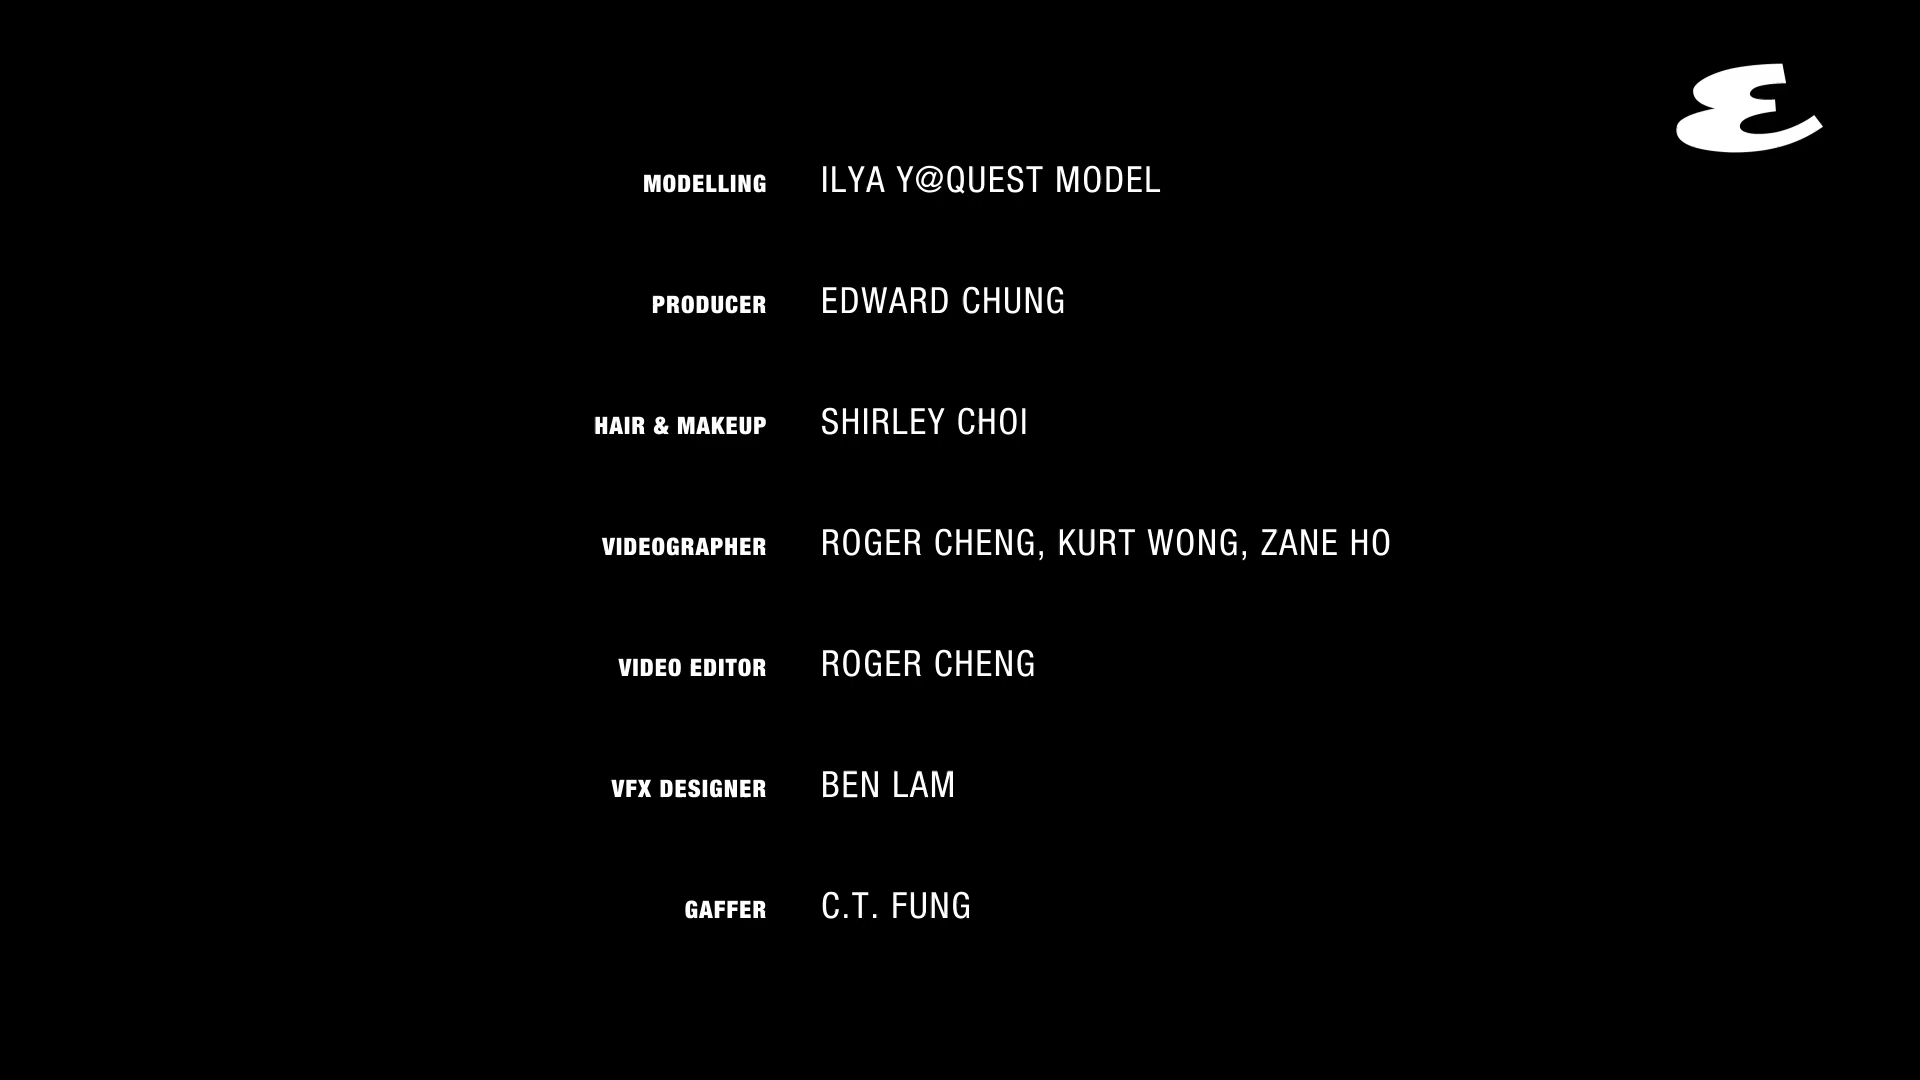 MODELLING ILYA Y@QUEST MODEL
PRODUCER EDWARD CHUNG
HAIR & MAKEUP SHIRLEY CHOI
VIDEOGRAPHER ROGER CHENG, KURT WONG, ZANE HO
VIDEO EDITOR ROGER CHENG
VFX DESIGNER BEN LAM
GAFFER C.T. FUNG
E